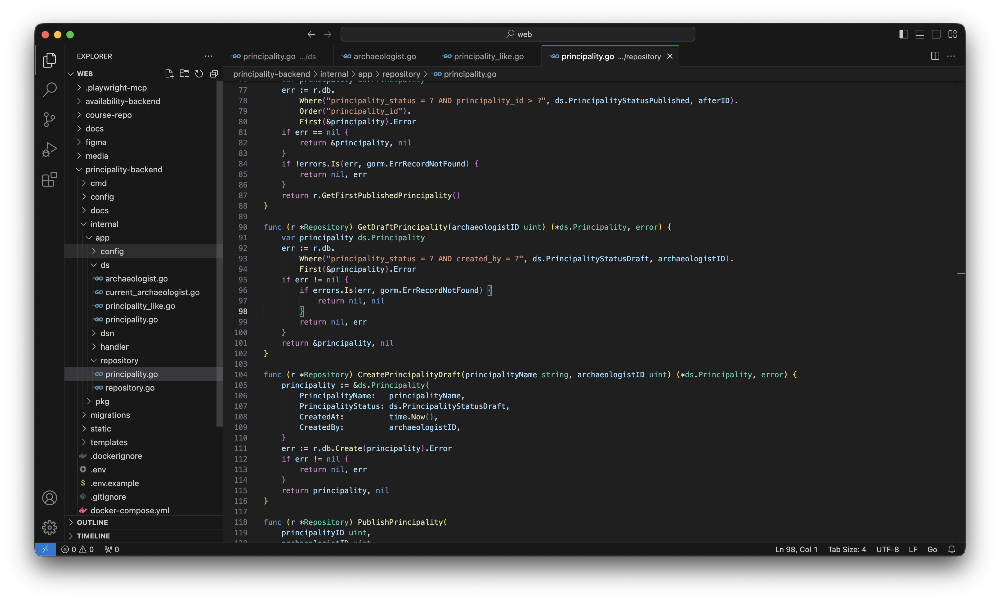 web
EXPLORER
WEB
.playwright-mcp
availability-backend
course-repo
docs
figma
media
principality-backend
cmd
config
docs
internal
app
config
ds
archaeologist.go
current_archaeologist.go
principality_like.go
principality.go
dsn
handler
repository
principality.go
repository.go
pkg
migrations
static
templates
.dockerignore
.env
.env.example
.gitignore
docker-compose.yml
OUTLINE
TIMELINE
principality.go .../ds
archaeologist.go
principality_like.go
principality.go .../repository
principality-backend > internal > app > repository > principality.go
76 var principality ds.Principality
77 err := r.db.
78 Where("principality_status = ? AND principality_id > ?", ds.PrincipalityStatusPublished, afterID).
79 Order("principality_id").
80 First(&principality).Error
81 if err == nil {
82 return &principality, nil
83 }
84 if !errors.Is(err, gorm.ErrRecordNotFound) {
85 return nil, err
86 }
87 return r.GetFirstPublishedPrincipality()
88 }
89
90 func (r *Repository) GetDraftPrincipality(archaeologistID uint) (*ds.Principality, error) {
91 var principality ds.Principality
92 err := r.db.
93 Where("principality_status = ? AND created_by = ?", ds.PrincipalityStatusDraft, archaeologistID).
94 First(&principality).Error
95 if err != nil {
96 if errors.Is(err, gorm.ErrRecordNotFound) {
97 return nil, nil
98 }
99 return nil, err
100 }
101 return &principality, nil
102 }
103
104 func (r *Repository) CreatePrincipalityDraft(principalityName string, archaeologistID uint) (*ds.Principality, error) {
105 principality := &ds.Principality{
106 PrincipalityName: principalityName,
107 PrincipalityStatus: ds.PrincipalityStatusDraft,
108 CreatedAt: time.Now(),
109 CreatedBy: archaeologistID,
110 }
111 err := r.db.Create(principality).Error
112 if err != nil {
113 return nil, err
114 }
115 return principality, nil
116 }
117
118 func (r *Repository) PublishPrincipality(
119 principalityID uint,
120 archaeologistID uint
0 0 0
Ln 98, Col 1 Tab Size: 4 UTF-8 LF Go